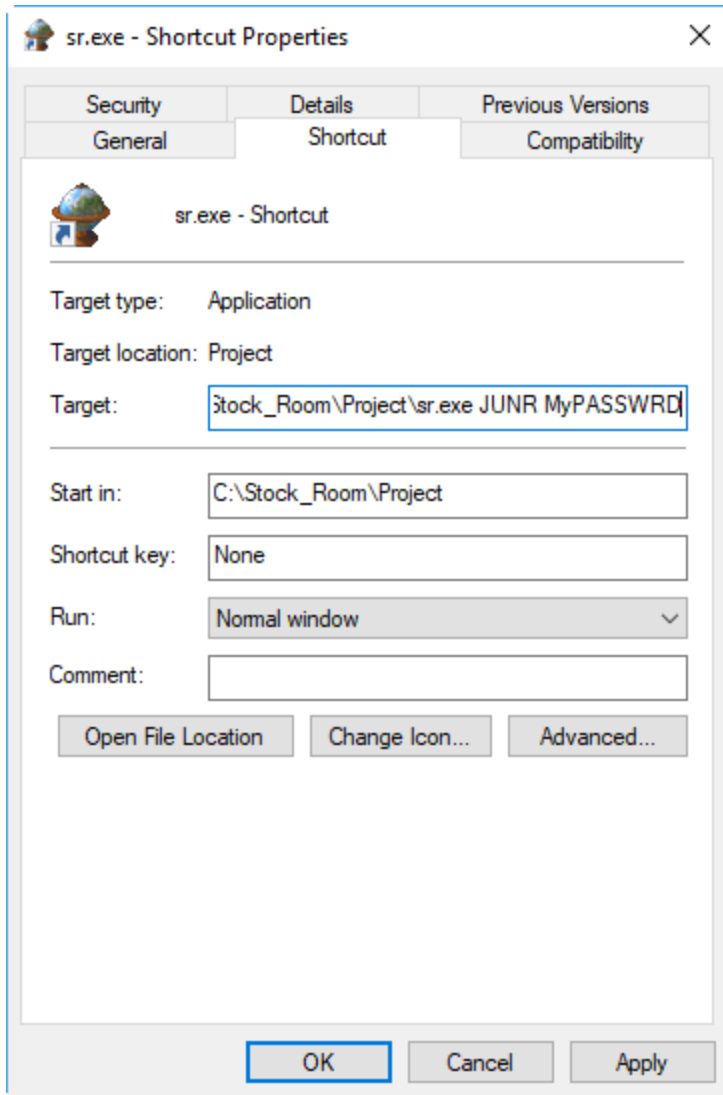 sr.exe - Shortcut Properties
Security Details Previous Versions
General Shortcut Compatibility
sr.exe - Shortcut
Target type: Application
Target location: Project
Target: Stock_Room\Project\sr.exe JUNR MyPASSWRD
Start in: C:\Stock_Room\Project
Shortcut key: None
Run: Normal window
Comment:
Open File Location Change Icon... Advanced...
OK Cancel Apply